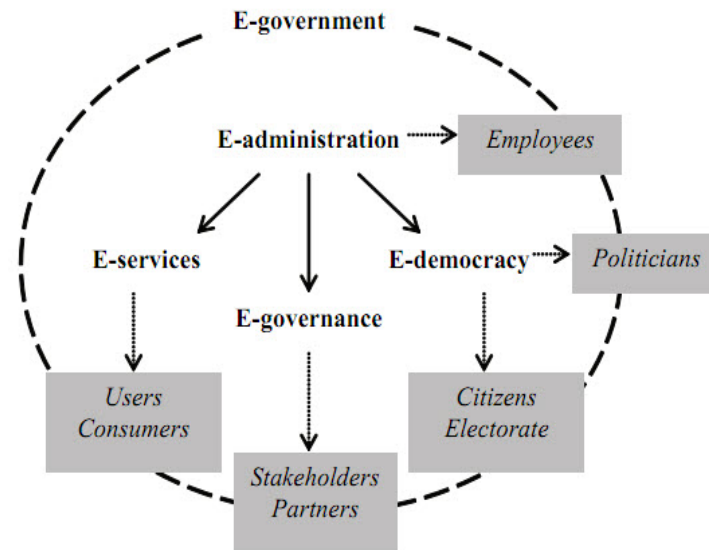 E-government
E-administration
Employees
E-services
E-democracy
Politicians
E-governance
Users
Consumers
Citizens
Electorate
Stakeholders
Partners